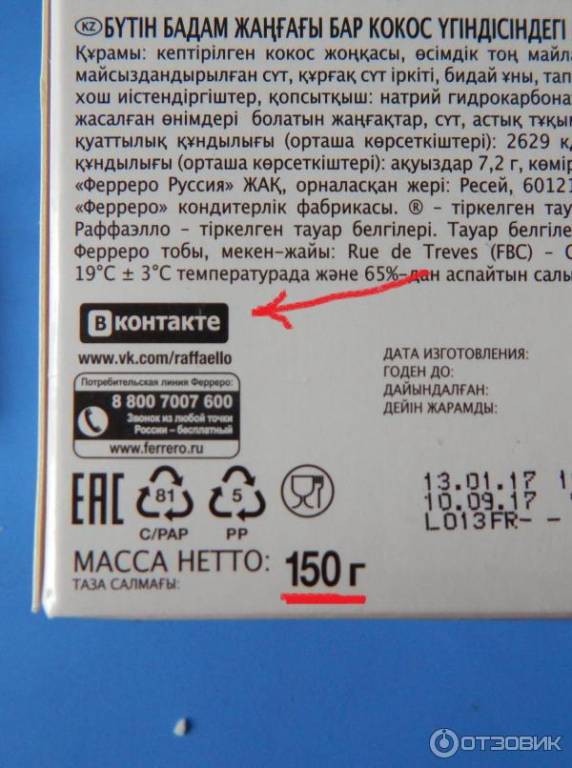 KZ БҮТІН БАДАМ ЖАҢҒАҒЫ БАР КОКОС ҮГІНДІСІНДЕГІ
Құрамы: кептірілген кокос жоңқасы, өсімдік тоң майла
майсыздандырылған сүт, құрғақ сүт іркіті, бидай ұны, тап
хош иістендіргіштер, қопсытқыш: натрий гидрокарбона
жасалған өнімдері болатын жаңғақтар, сүт, астық тұқым
қуаттылық құндылығы (орташа көрсеткіштері): 2629 кД
құндылығы (орташа көрсеткіштері): ақуыздар 7,2 г, көмір
«Ферреро Руссия» ЖАҚ, орналасқан жері: Ресей, 60121
«Ферреро» кондитерлік фабрикасы. ® - тіркелген тау
Раффаэлло - тіркелген тауар белгілері. Тауар белгіле
Ферреро тобы, мекен-жайы: Rue de Treves (FBC) - C
19°C ± 3°C температурада және 65%-дан аспайтын салы
В контакте
www.vk.com/raffaello
Потребительская линия Ферреро:
8 800 7007 600
Звонок из любой точки
России – бесплатный
www.ferrero.ru
ДАТА ИЗГОТОВЛЕНИЯ:
ГОДЕН ДО:
ДАЙЫНДАЛҒАН:
ДЕЙІН ЖАРАМДЫ:
13.01.17 1
10.09.17
L013FR- -
EAC
81
C/PAP
5
PP
МАССА НЕТТО: 150 г
ТАЗА САЛМАҒЫ:
ОТЗОВИК